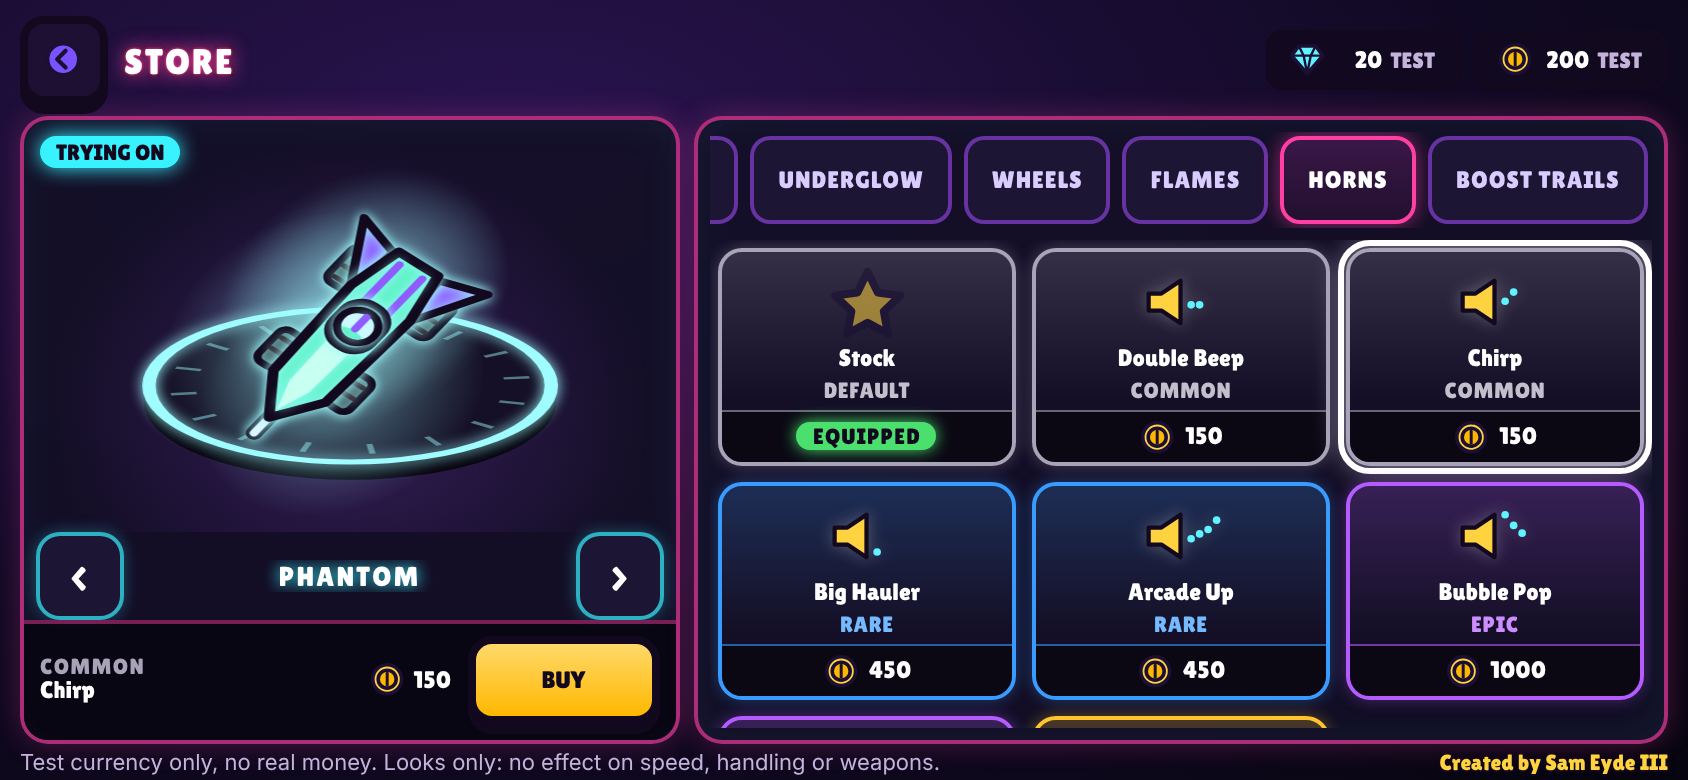 STORE
20 TEST
200 TEST
TRYING ON
PHANTOM
COMMON
Chirp
150
BUY
UNDERGLOW
WHEELS
FLAMES
HORNS
BOOST TRAILS
Stock
DEFAULT
EQUIPPED
Double Beep
COMMON
150
Chirp
COMMON
150
Big Hauler
RARE
450
Arcade Up
RARE
450
Bubble Pop
EPIC
1000
Test currency only, no real money. Looks only: no effect on speed, handling or weapons.
Created by Sam Eyde III